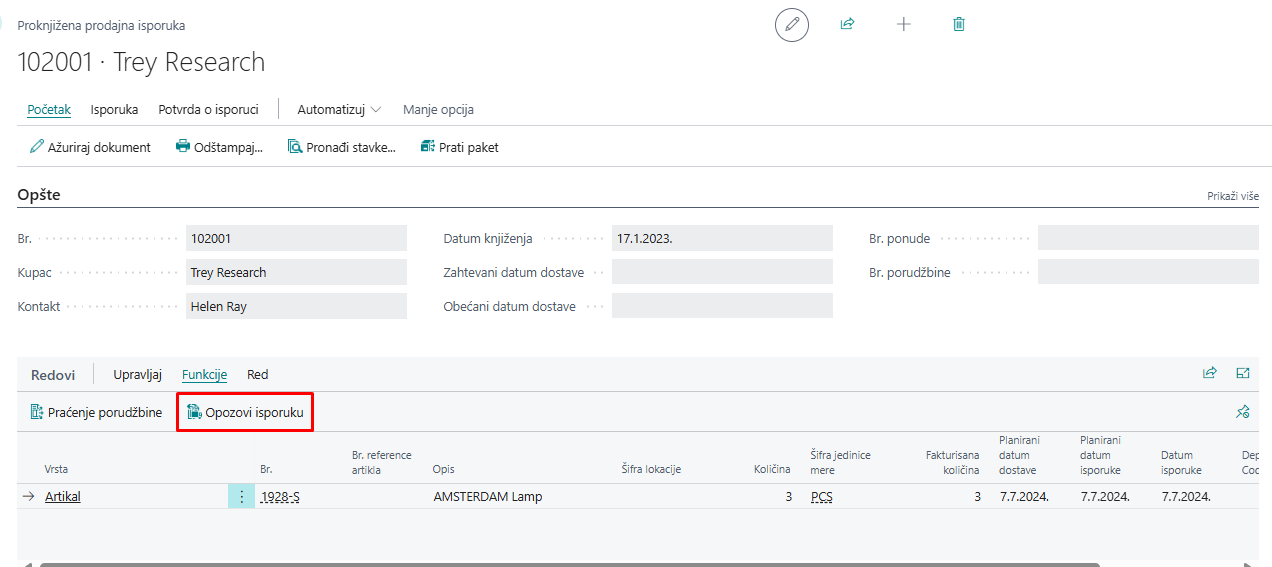 Proknjižena prodajna isporuka
102001 · Trey Research
Početak Isporuka Potvrda o isporuci Automatizuj Manje opcija
Ažuriraj dokument Odštampaj... Pronađi stavke... Prati paket
Opšte Prikaži više
Br. 102001 Datum knjiženja 17.1.2023. Br. ponude
Kupac Trey Research Zahtevani datum dostave Br. porudžbine
Kontakt Helen Ray Obećani datum dostave
Redovi Upravljaj Funkcije Red
Praćenje porudžbine Opozovi isporuku
Vrsta Br. Br. reference artikla Opis Šifra lokacije Količina Šifra jedinice mere Fakturisana količina Planirani datum dostave Planirani datum isporuke Datum isporuke Dep Coc
Artikal 1928-S AMSTERDAM Lamp 3 PCS 3 7.7.2024. 7.7.2024. 7.7.2024.